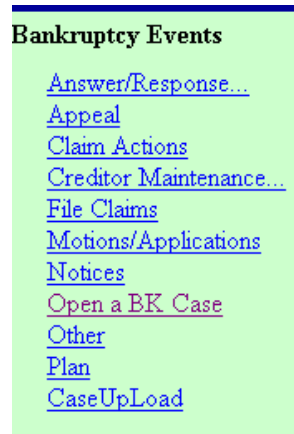 Bankruptcy Events
Answer/Response...
Appeal
Claim Actions
Creditor Maintenance...
File Claims
Motions/Applications
Notices
Open a BK Case
Other
Plan
CaseUpLoad